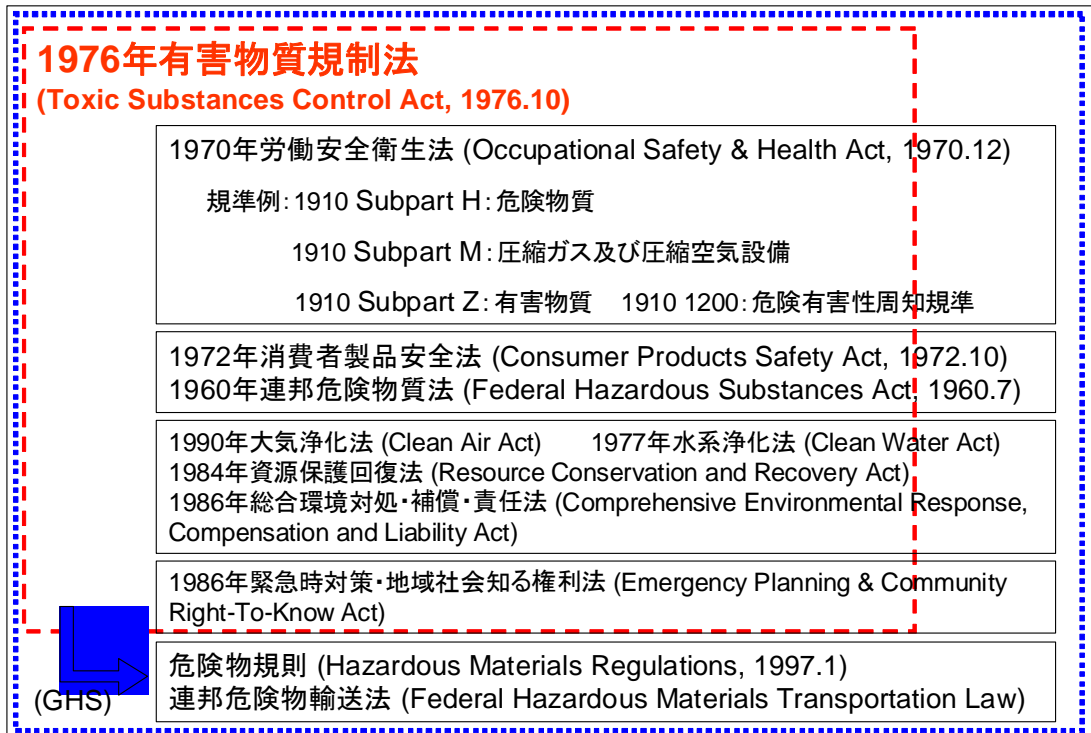 1976年有害物質規制法
(Toxic Substances Control Act, 1976.10)
1970年労働安全衛生法 (Occupational Safety & Health Act, 1970.12)
規準例：1910 Subpart H：危険物質
1910 Subpart M：圧縮ガス及び圧縮空気設備
1910 Subpart Z：有害物質　1910 1200：危険有害性周知規準
1972年消費者製品安全法 (Consumer Products Safety Act, 1972.10)
1960年連邦危険物質法 (Federal Hazardous Substances Act, 1960.7)
1990年大気浄化法 (Clean Air Act)　　1977年水系浄化法 (Clean Water Act)
1984年資源保護回復法 (Resource Conservation and Recovery Act)
1986年総合環境対処・補償・責任法 (Comprehensive Environmental Response,
Compensation and Liability Act)
1986年緊急時対策・地域社会知る権利法 (Emergency Planning & Community
Right-To-Know Act)
危険物規則 (Hazardous Materials Regulations, 1997.1)
連邦危険物輸送法 (Federal Hazardous Materials Transportation Law)
(GHS)